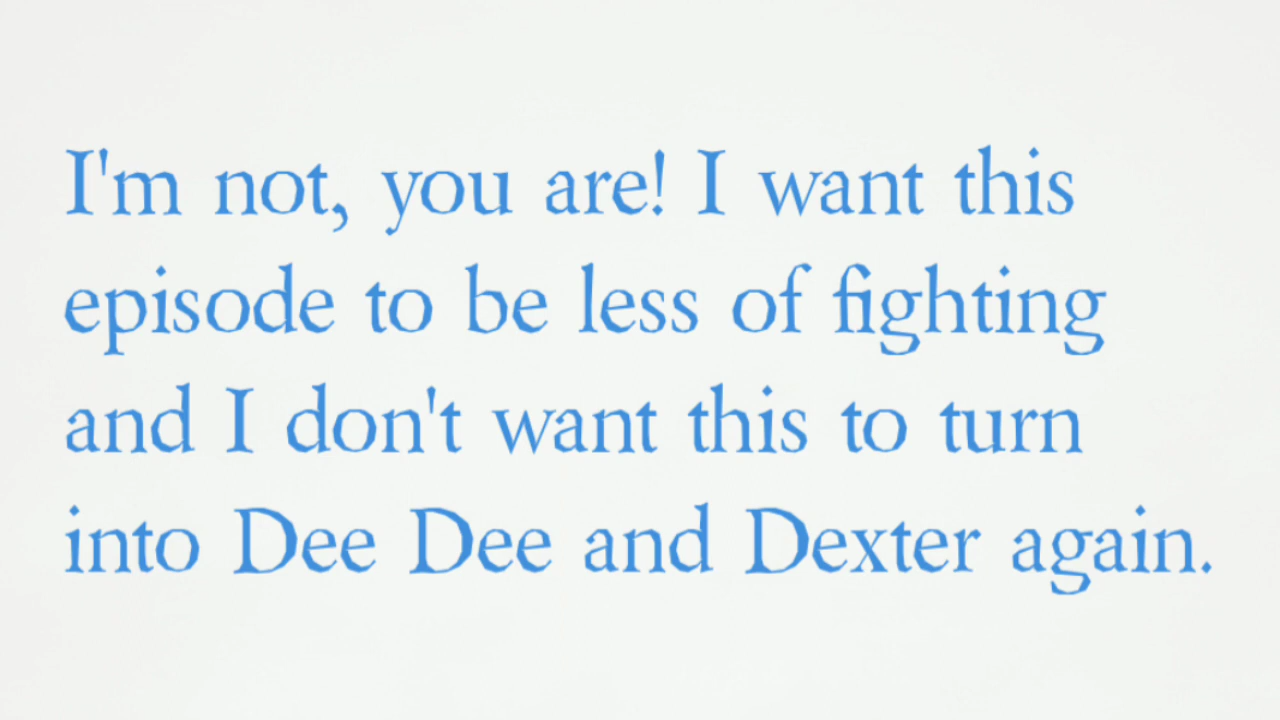 I'm not, you are! I want this
episode to be less of fighting
and I don't want this to turn
into Dee Dee and Dexter again.